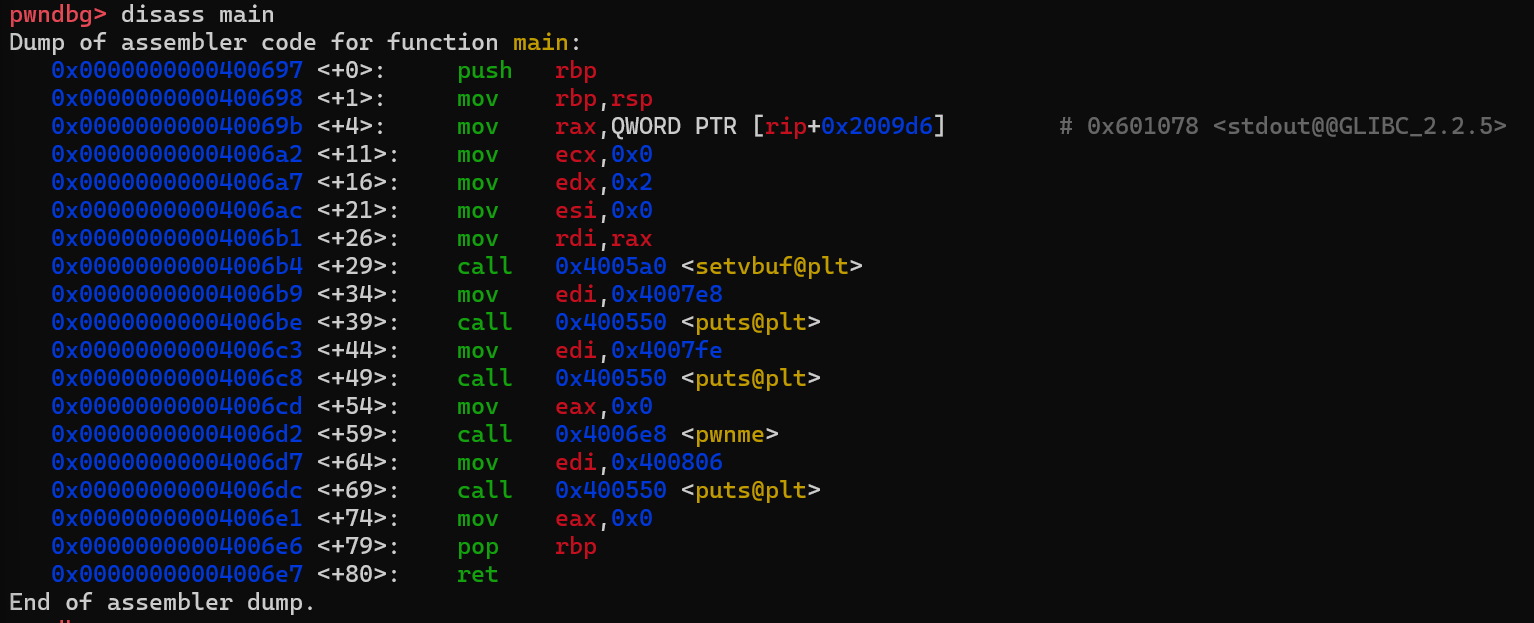 pwndbg> disass main
Dump of assembler code for function main:
   0x0000000000400697 <+0>:     push   rbp
   0x0000000000400698 <+1>:     mov    rbp,rsp
   0x000000000040069b <+4>:     mov    rax,QWORD PTR [rip+0x2009d6]        # 0x601078 <stdout@@GLIBC_2.2.5>
   0x00000000004006a2 <+11>:    mov    ecx,0x0
   0x00000000004006a7 <+16>:    mov    edx,0x2
   0x00000000004006ac <+21>:    mov    esi,0x0
   0x00000000004006b1 <+26>:    mov    rdi,rax
   0x00000000004006b4 <+29>:    call   0x4005a0 <setvbuf@plt>
   0x00000000004006b9 <+34>:    mov    edi,0x4007e8
   0x00000000004006be <+39>:    call   0x400550 <puts@plt>
   0x00000000004006c3 <+44>:    mov    edi,0x4007fe
   0x00000000004006c8 <+49>:    call   0x400550 <puts@plt>
   0x00000000004006cd <+54>:    mov    eax,0x0
   0x00000000004006d2 <+59>:    call   0x4006e8 <pwnme>
   0x00000000004006d7 <+64>:    mov    edi,0x400806
   0x00000000004006dc <+69>:    call   0x400550 <puts@plt>
   0x00000000004006e1 <+74>:    mov    eax,0x0
   0x00000000004006e6 <+79>:    pop    rbp
   0x00000000004006e7 <+80>:    ret
End of assembler dump.